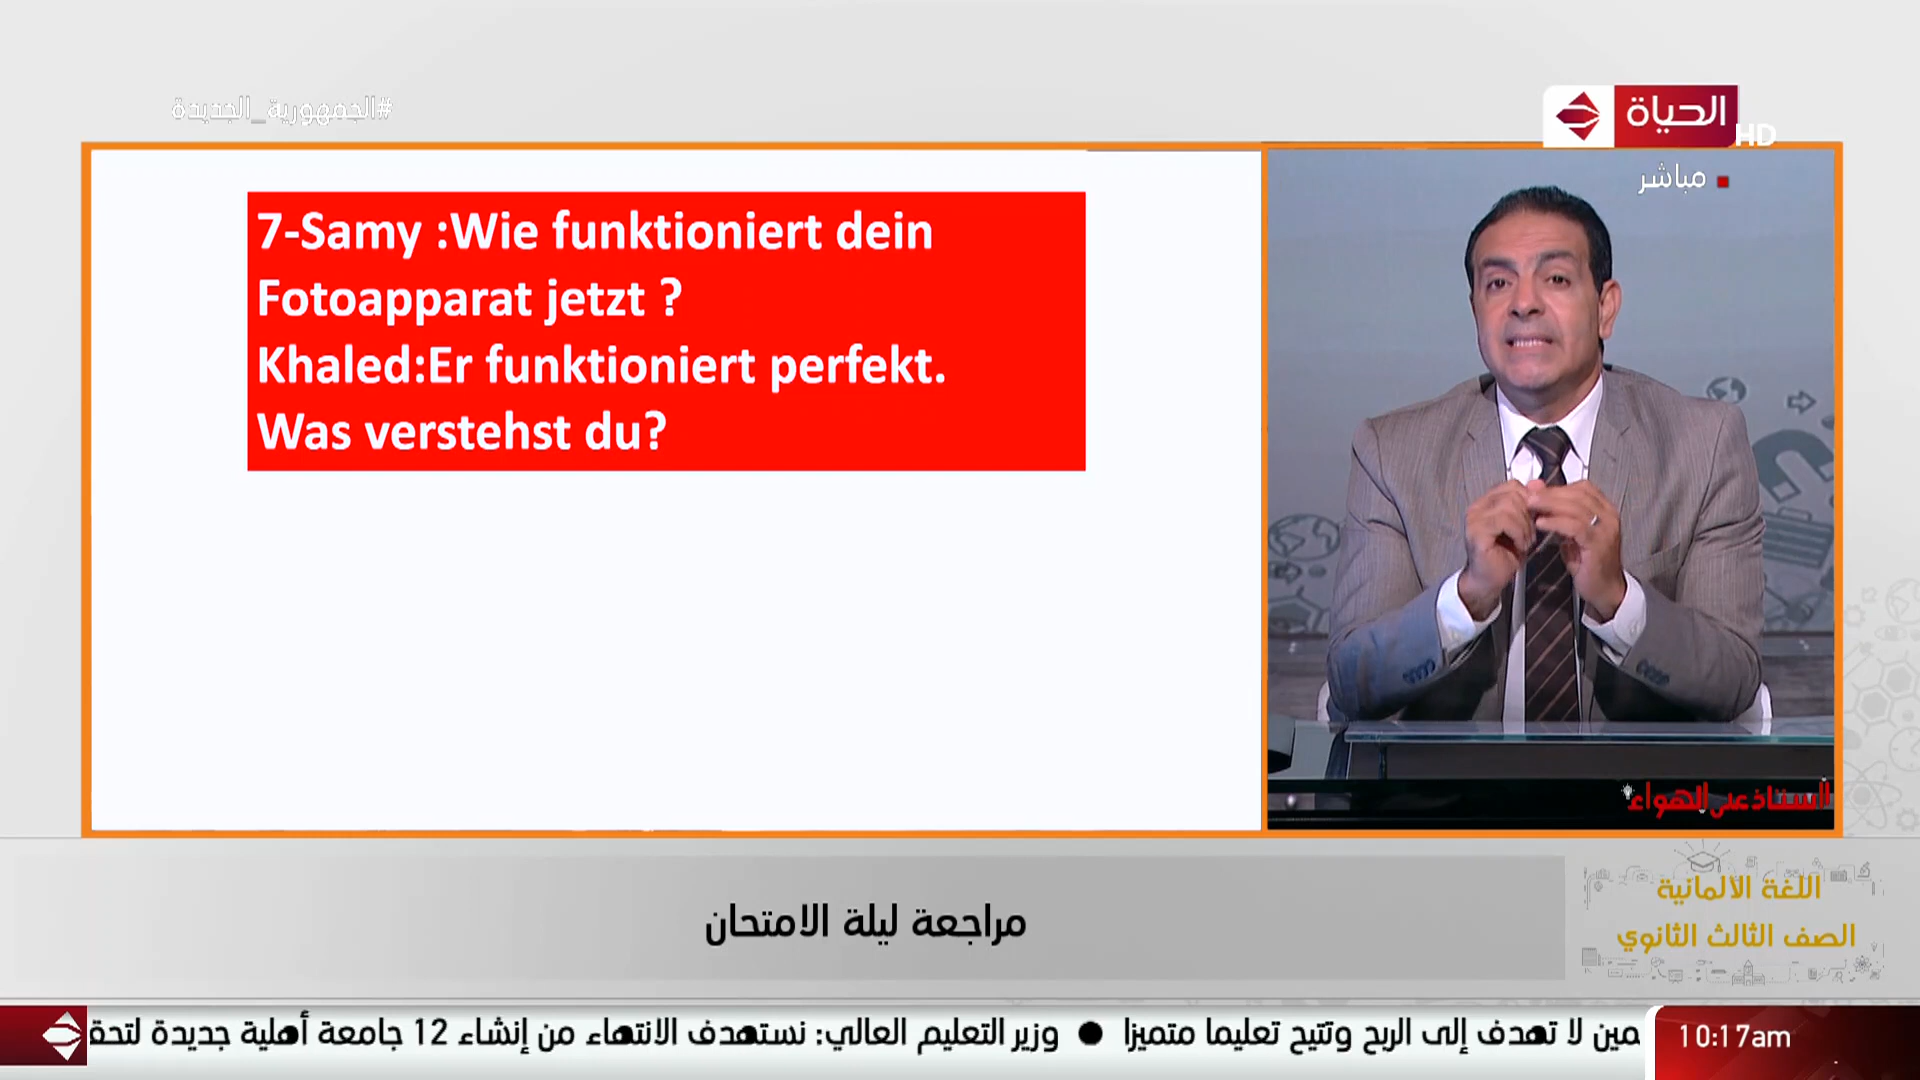 #الجمهورية_الجديدة
الحياة
HD
مباشر
7-Samy :Wie funktioniert dein
Fotoapparat jetzt ?
Khaled:Er funktioniert perfekt.
Was verstehst du?
الأستاذ على الهواء
اللغة الالمانية
الصف الثالث الثانوي
مراجعة ليلة الامتحان
مين لا تهدف إلى الربح وتتيح تعليما متميزا ● وزير التعليم العالي: نستهدف الانتهاء من إنشاء 12 جامعة أهلية جديدة لتحق
10:17am